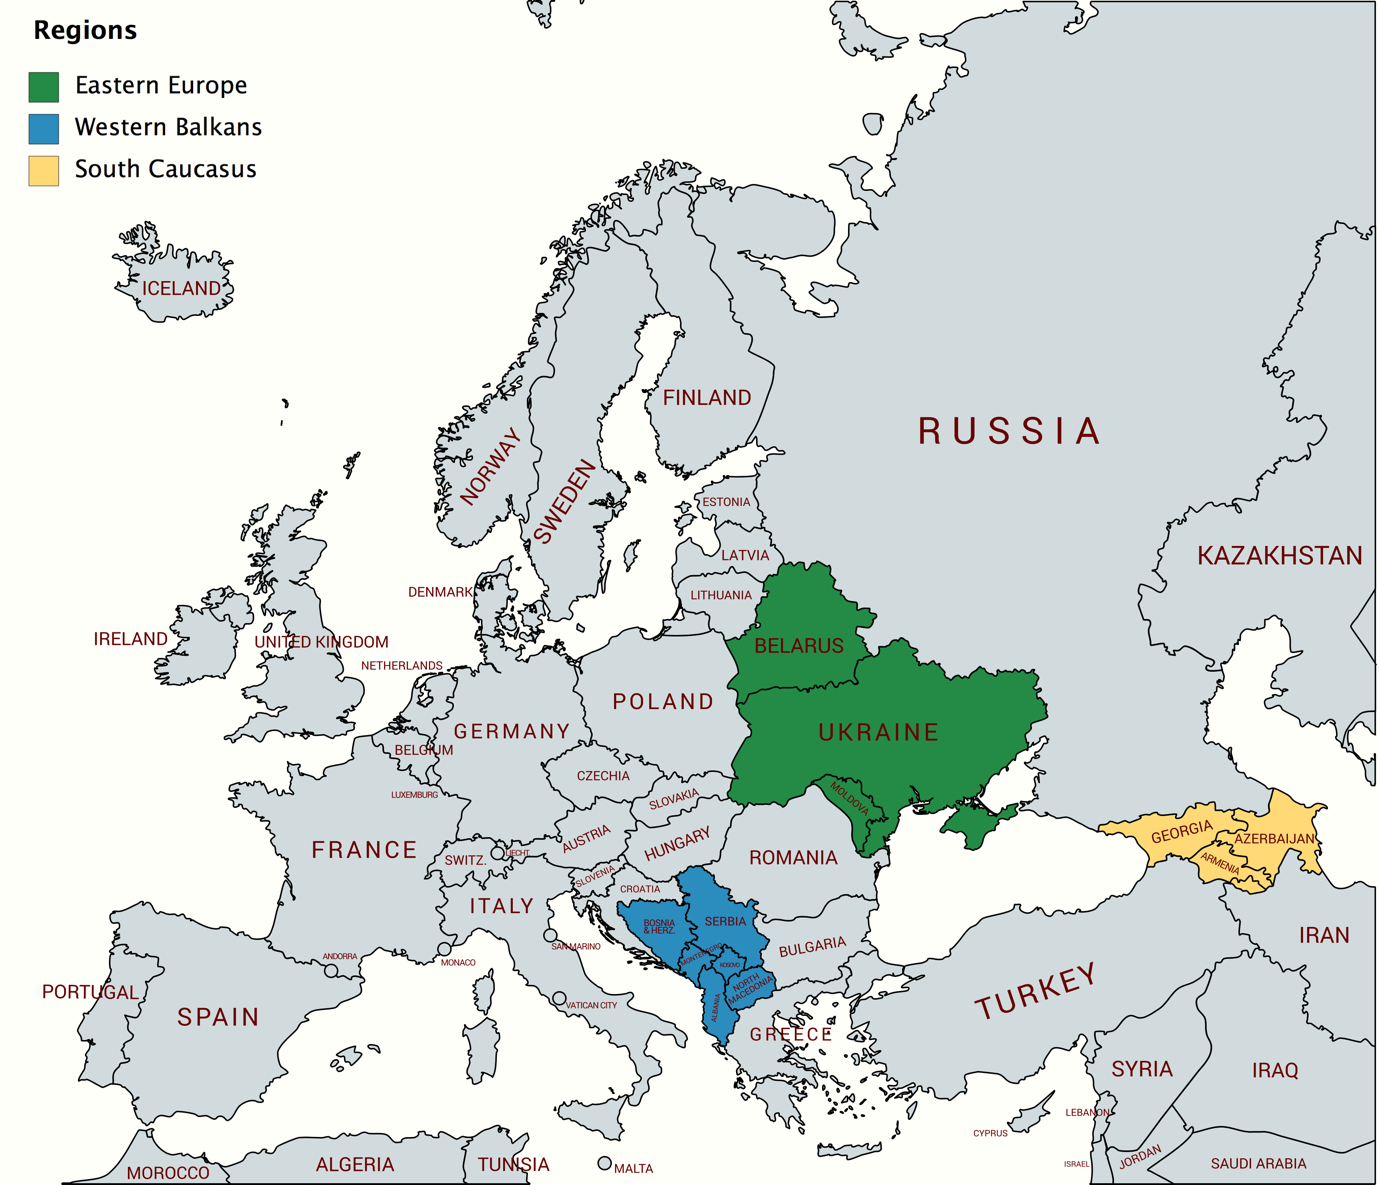 Regions
Eastern Europe
Western Balkans
South Caucasus
ICELAND
FINLAND
RUSSIA
NORWAY
SWEDEN
ESTONIA
LATVIA
KAZAKHSTAN
DENMARK
LITHUANIA
IRELAND
UNITED KINGDOM
BELARUS
NETHERLANDS
POLAND
GERMANY
UKRAINE
BELGIUM
CZECHIA
LUXEMBURG
SLOVAKIA
MOLDOVA
FRANCE
AUSTRIA
HUNGARY
GEORGIA
AZERBAIJAN
SWITZ.
LIECHT.
ROMANIA
ARMENIA
SLOVENIA
CROATIA
ITALY
BOSNIA
& HERZ.
SERBIA
SAN MARINO
MONTENEGRO
BULGARIA
IRAN
ANDORRA
MONACO
KOSOVO
PORTUGAL
SPAIN
VATICAN CITY
ALBANIA
NORTH
MACEDONIA
TURKEY
GREECE
SYRIA
IRAQ
LEBANON
CYPRUS
MOROCCO
ALGERIA
TUNISIA
MALTA
ISRAEL
JORDAN
SAUDI ARABIA